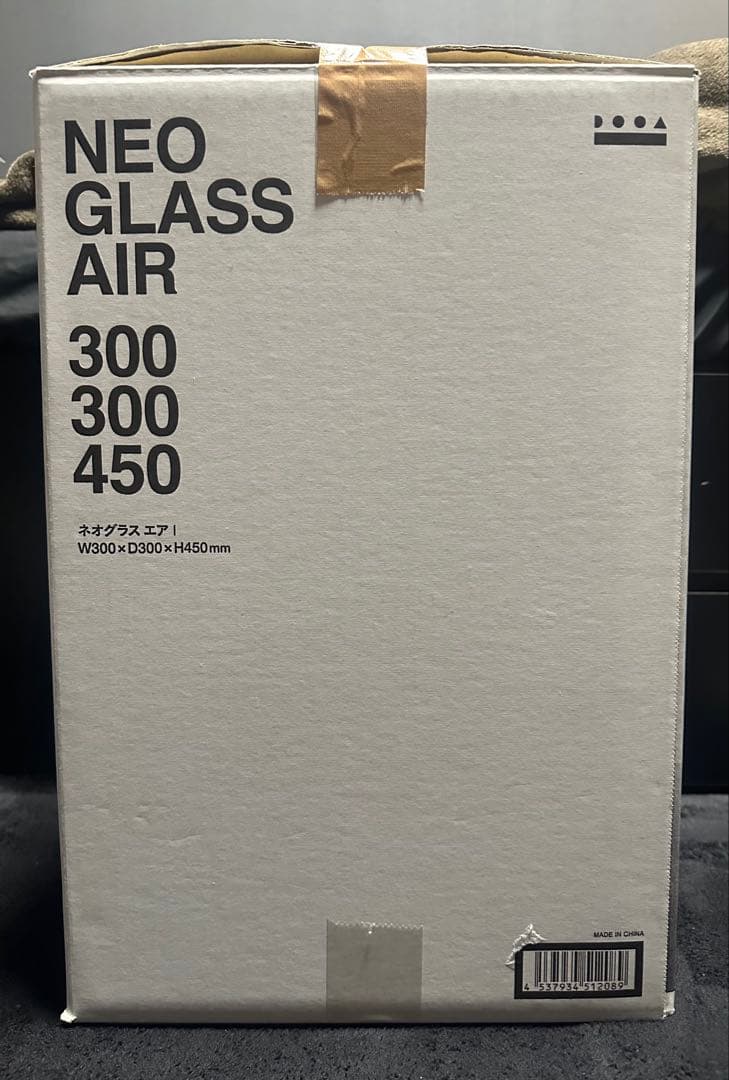 NEO
GLASS
AIR
300
300
450
ネオグラス エア |
W300×D300×H450mm
DOOA
MADE IN CHINA
4 537934 512089